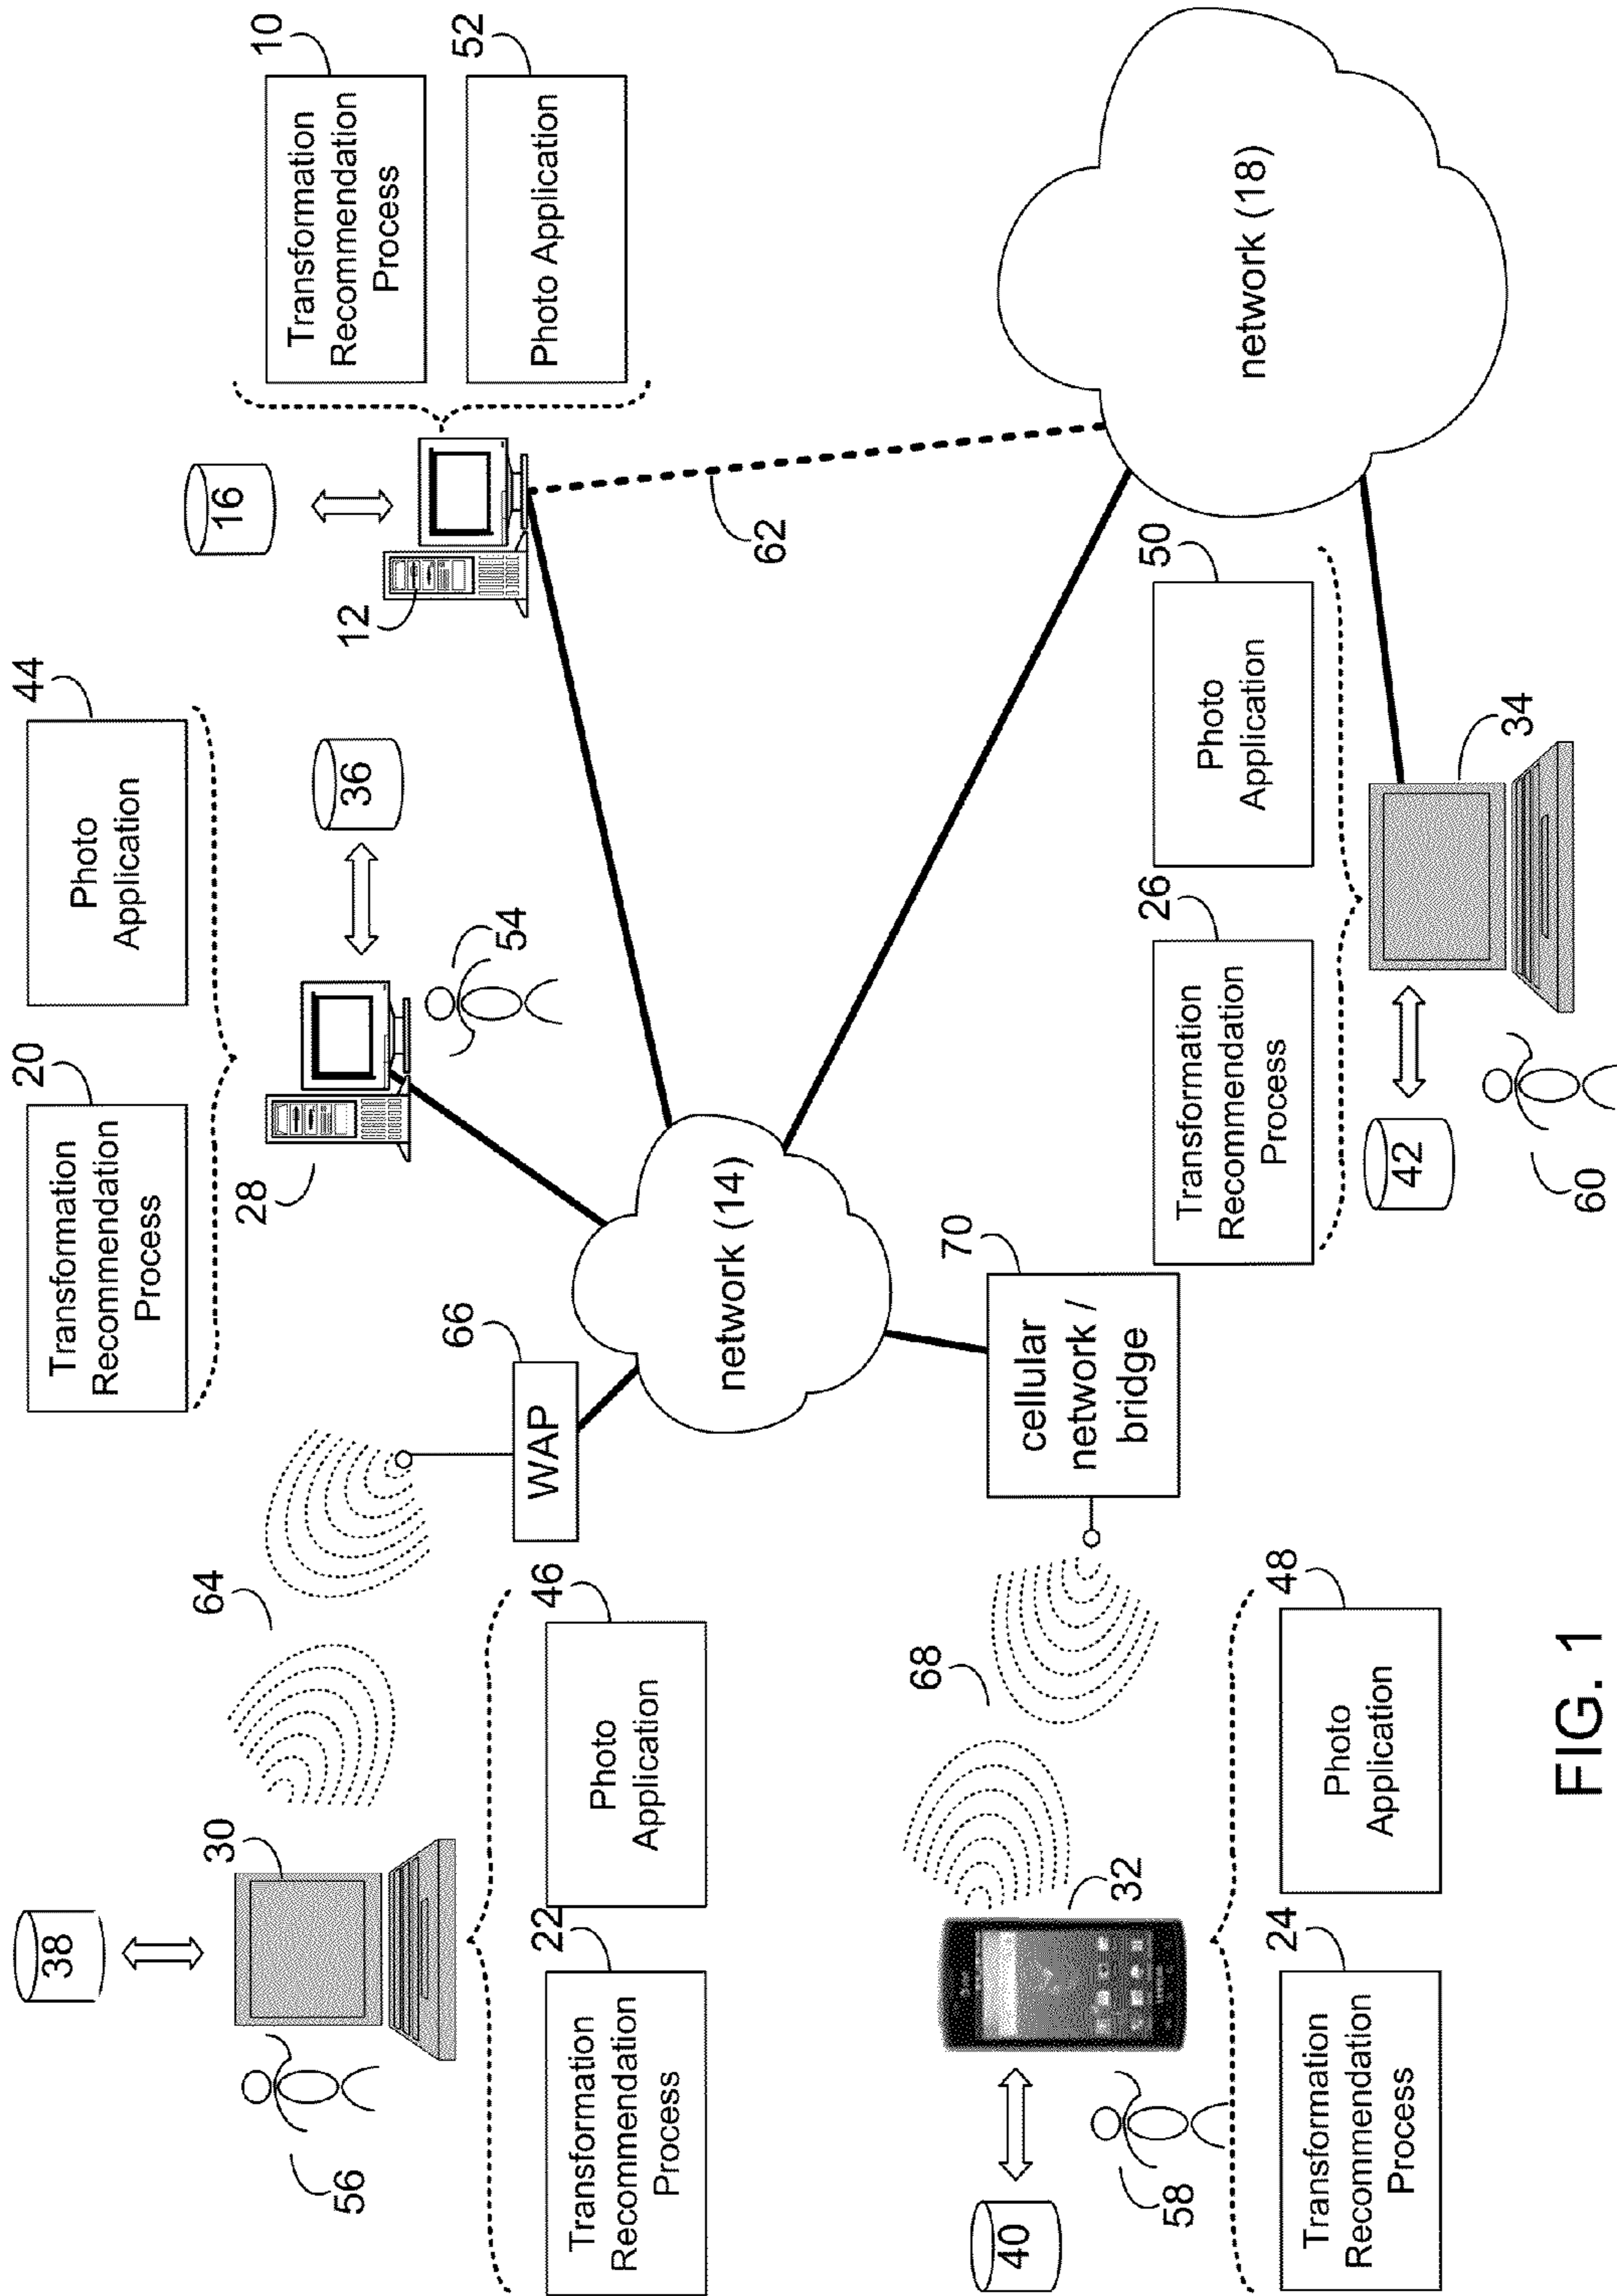 38
30
56
64
Transformation
Recommendation
Process
22
Photo
Application
46
WAP
66
Transformation
Recommendation
Process
20
Photo
Application
44
28
36
54
16
12
Transformation
Recommendation
Process
10
Photo Application
52
62
network (14)
network (18)
40
32
58
68
Transformation
Recommendation
Process
24
Photo
Application
48
cellular
network /
bridge
70
Transformation
Recommendation
Process
26
Photo
Application
50
42
34
60
FIG. 1